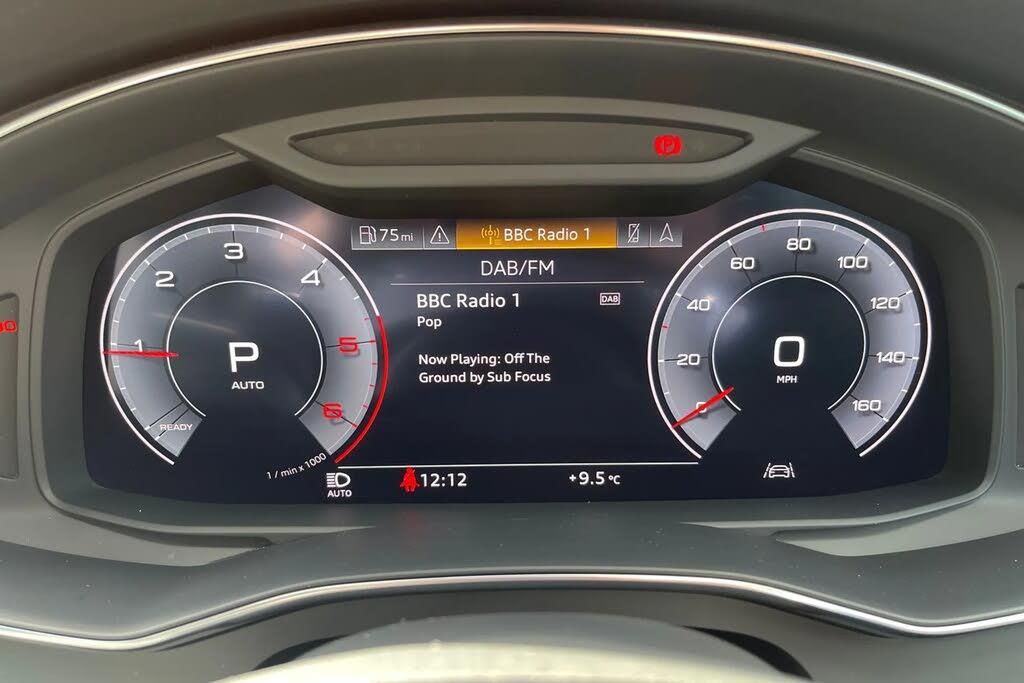 P
75 mi
BBC Radio 1
DAB/FM
BBC Radio 1
DAB
Pop
Now Playing: Off The
Ground by Sub Focus
READY
1
2
3
4
5
6
P
AUTO
1 / min x 1000
0
20
40
60
80
100
120
140
160
0
MPH
AUTO
12:12
+9.5 °C